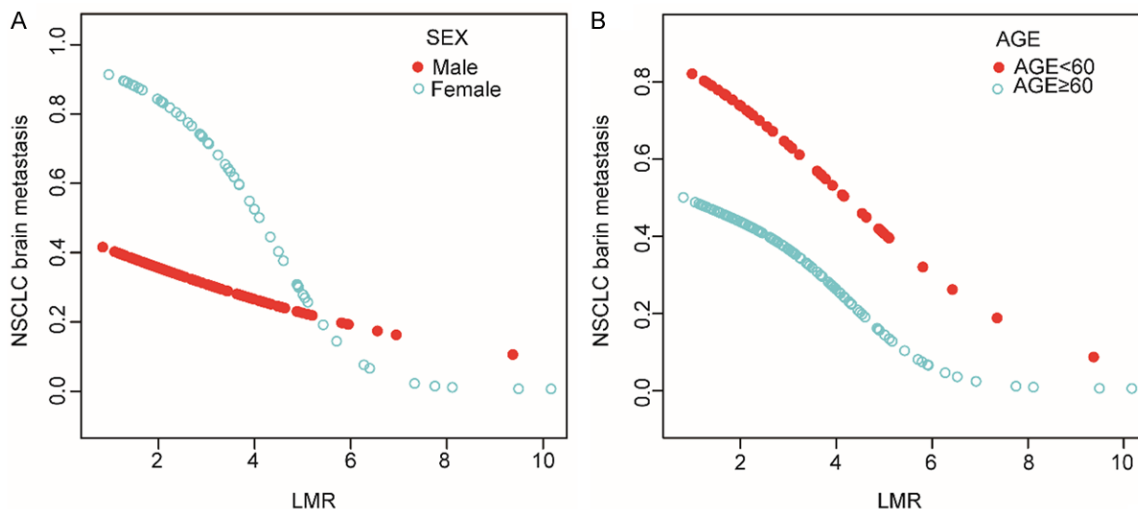 A
SEX
Male
Female
NSCLC brain metastasis
0.0
0.2
0.4
0.6
0.8
1.0
2
4
6
8
10
LMR
B
AGE
AGE<60
AGE≥60
NSCLC barin metastasis
0.0
0.2
0.4
0.6
0.8
2
4
6
8
10
LMR